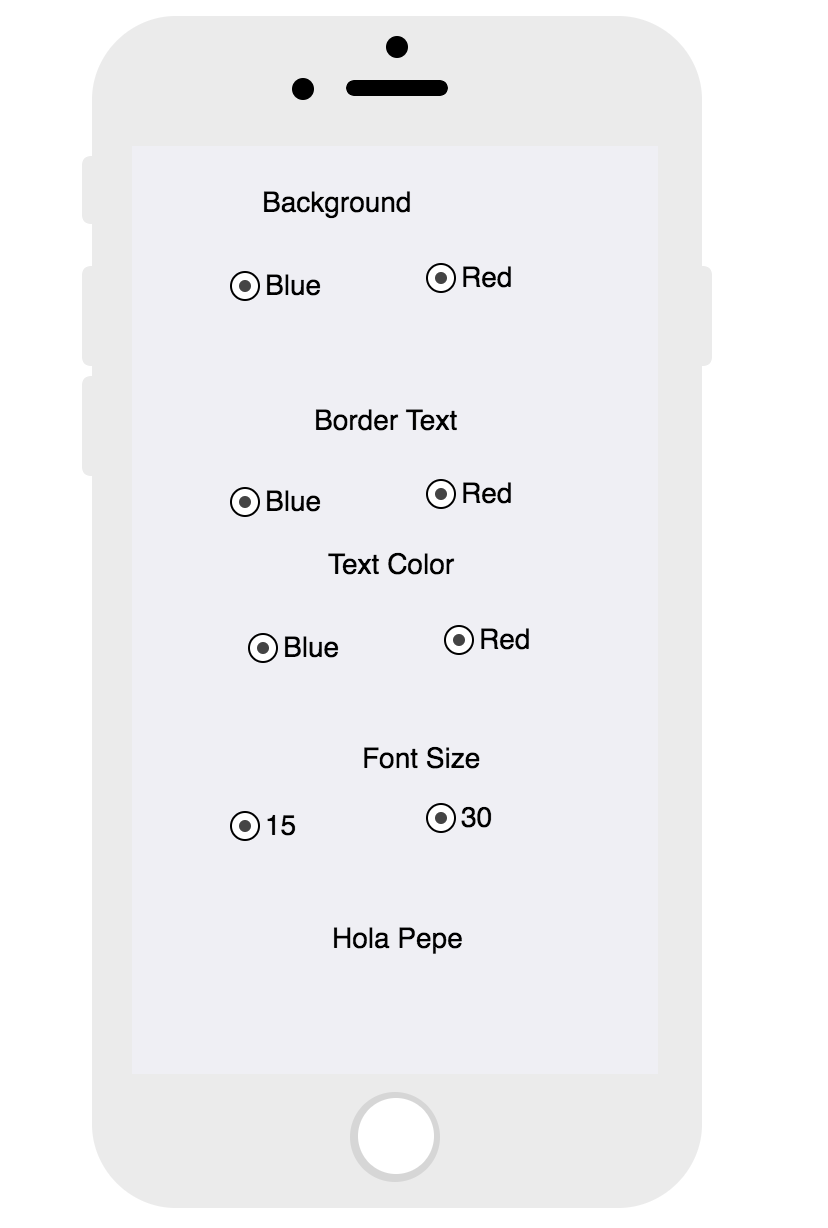 Background
Blue Red
Border Text
Blue Red
Text Color
Blue Red
Font Size
15 30
Hola Pepe